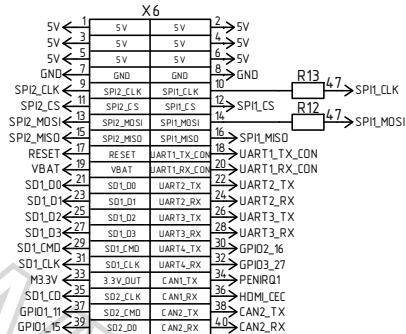 X6
5V 1 5V 5V 2 5V
5V 3 5V 5V 4 5V
5V 5 5V 5V 6 5V
GND 7 GND GND 8 GND
SPI2_CLK 9 SPI2_CLK SPI1_CLK 10 R13 47 SPI1_CLK
SPI2_CS 11 SPI2_CS SPI1_CS 12 SPI1_CS
SPI2_MOSI 13 SPI2_MOSI SPI1_MOSI 14 R12 47 SPI1_MOSI
SPI2_MISO 15 SPI2_MISO SPI1_MISO 16 SPI1_MISO
RESET 17 RESET UART1_TX_CON 18 UART1_TX_CON
VBAT 19 VBAT UART1_RX_CON 20 UART1_RX_CON
SD1_D0 21 SD1_D0 UART2_TX 22 UART2_TX
SD1_D1 23 SD1_D1 UART2_RX 24 UART2_RX
SD1_D2 25 SD1_D2 UART3_TX 26 UART3_TX
SD1_D3 27 SD1_D3 UART3_RX 28 UART3_RX
SD1_CMD 29 SD1_CMD UART4_TX 30 GPIO2_16
SD1_CLK 31 SD1_CLK UART4_RX 32 GPIO3_27
M3.3V 33 3.3V_OUT CAN1_TX 34 PENIRQ1
SD1_CD 35 SD2_CLK CAN1_RX 36 HDMI_CEC
GPIO1_11 37 SD2_CMD CAN2_TX 38 CAN2_TX
GPIO1_15 39 SD2_D0 CAN2_RX 40 CAN2_RX